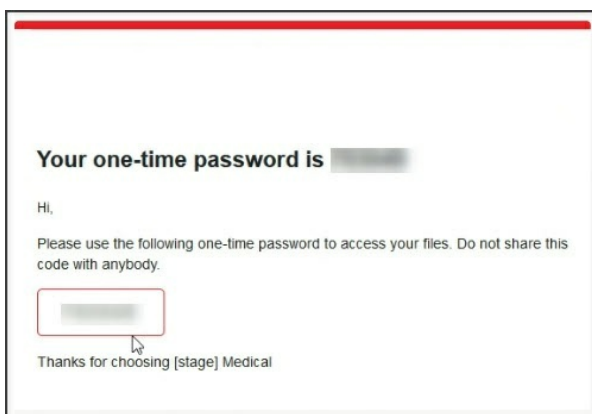 Your one-time password is
Hi,
Please use the following one-time password to access your files. Do not share this
code with anybody.
Thanks for choosing [stage] Medical